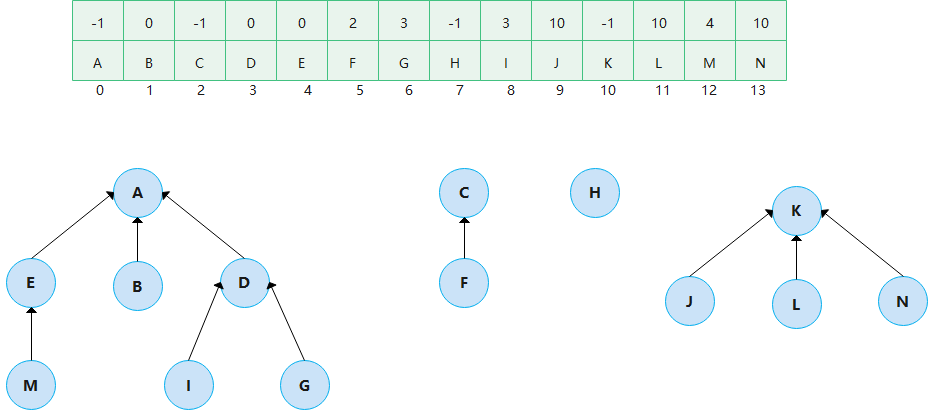 -1 0 -1 0 0 2 3 -1 3 10 -1 10 4 10
A B C D E F G H I J K L M N
0 1 2 3 4 5 6 7 8 9 10 11 12 13
A C H K
E B D F J L N
M I G